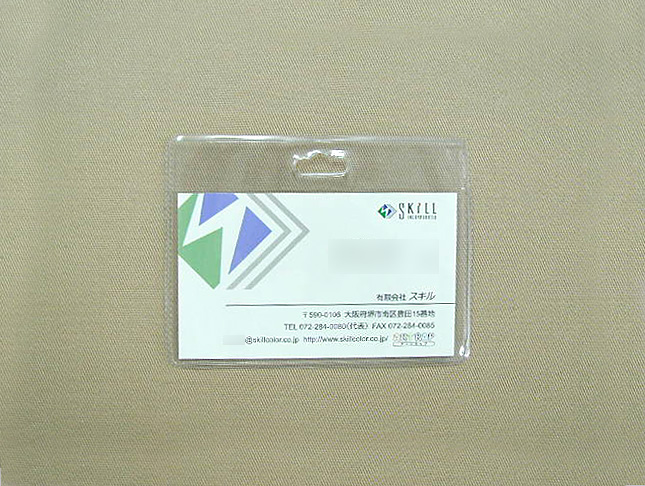 SKiLL
INCORPORATED
有限会社 スキル
〒590-0106 大阪府堺市南区豊田15番地
TEL 072-284-0080(代表) FAX 072-284-0085
@skillcolor.co.jp http://www.skillcolor.co.jp/